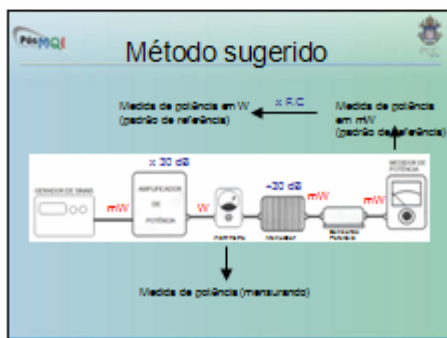 PósMQI
Método sugerido
Medida de potência em W
(padrão de referência)
x F.C
Medida de potência
em mW
(padrão de referência)
x 30 dB
GERADOR DE SINAIS
mW
AMPLIFICADOR
DE
POTÊNCIA
W
÷30 dB
mW
mW
MEDIDOR DE
POTÊNCIA
Medida de potência (mensurando)